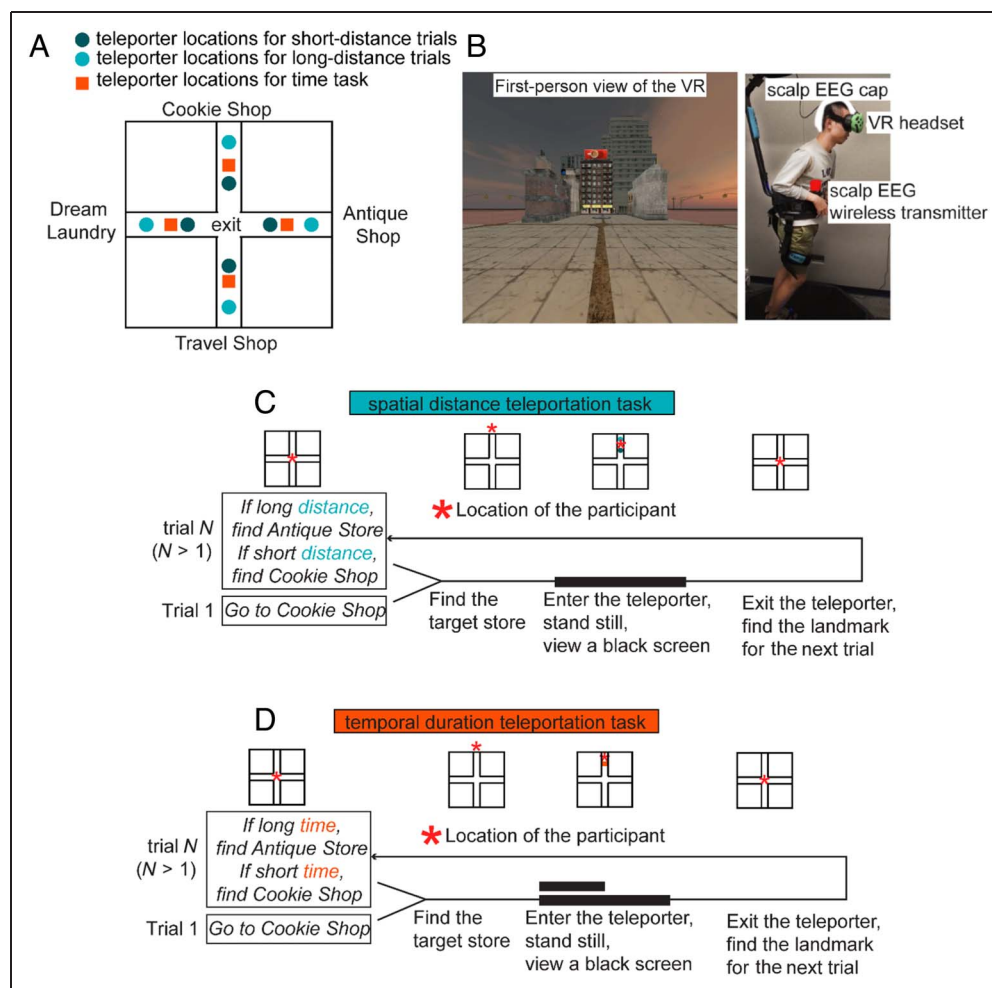 A
teleporter locations for short-distance trials
teleporter locations for long-distance trials
teleporter locations for time task
Cookie Shop
Dream
Laundry
exit
Antique
Shop
Travel Shop
B
First-person view of the VR
scalp EEG cap
VR headset
scalp EEG
wireless transmitter
C
spatial distance teleportation task
trial N
(N > 1)
If long distance,
find Antique Store
If short distance,
find Cookie Shop
Trial 1
Go to Cookie Shop
* Location of the participant
Find the
target store
Enter the teleporter,
stand still,
view a black screen
Exit the teleporter,
find the landmark
for the next trial
D
temporal duration teleportation task
trial N
(N > 1)
If long time,
find Antique Store
If short time,
find Cookie Shop
Trial 1
Go to Cookie Shop
* Location of the participant
Find the
target store
Enter the teleporter,
stand still,
view a black screen
Exit the teleporter,
find the landmark
for the next trial